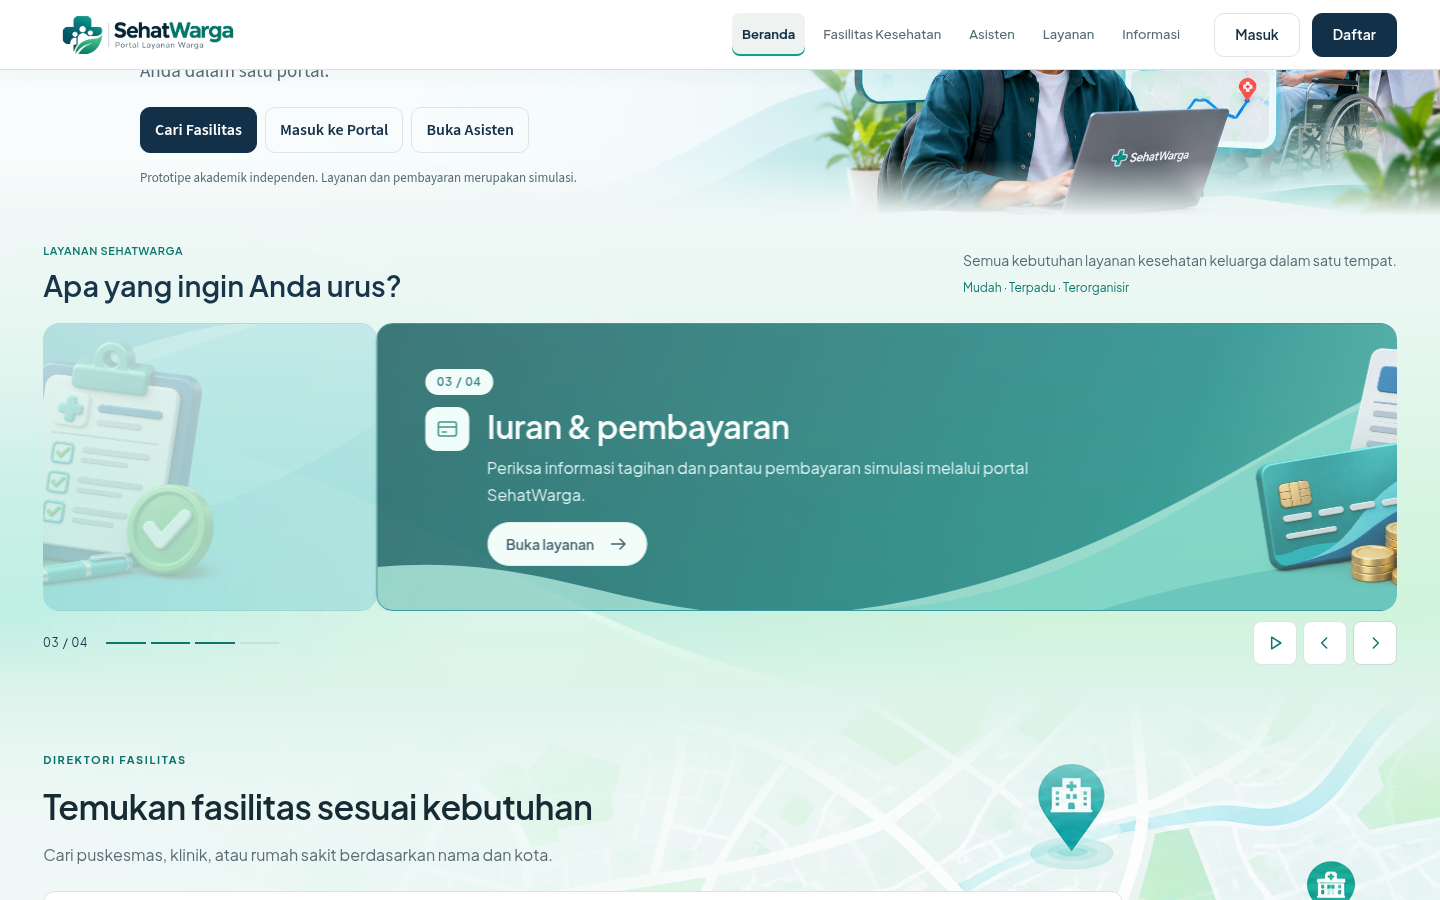 SehatWarga
Portal Layanan Warga
Beranda
Fasilitas Kesehatan
Asisten
Layanan
Informasi
Masuk
Daftar
Anda dalam satu portal.
Cari Fasilitas
Masuk ke Portal
Buka Asisten
Prototipe akademik independen. Layanan dan pembayaran merupakan simulasi.
SehatWarga
LAYANAN SEHATWARGA
Apa yang ingin Anda urus?
Semua kebutuhan layanan kesehatan keluarga dalam satu tempat.
Mudah · Terpadu · Terorganisir
03 / 04
Iuran & pembayaran
Periksa informasi tagihan dan pantau pembayaran simulasi melalui portal
SehatWarga.
Buka layanan
03 / 04
DIREKTORI FASILITAS
Temukan fasilitas sesuai kebutuhan
Cari puskesmas, klinik, atau rumah sakit berdasarkan nama dan kota.